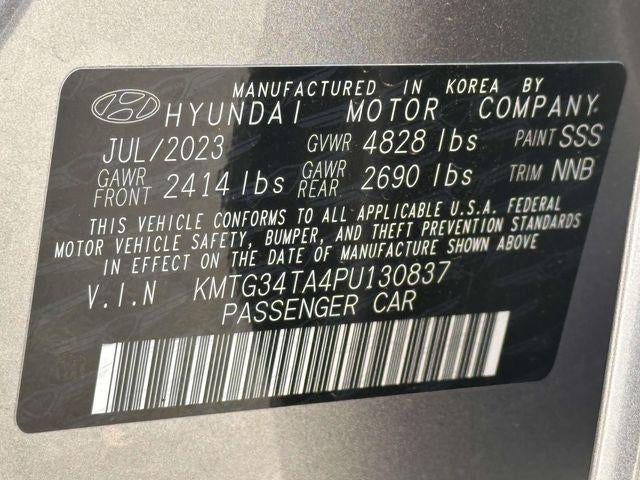 MANUFACTURED IN KOREA BY
HYUNDAI MOTOR COMPANY.
JUL/2023 GVWR 4828 lbs PAINT SSS
GAWR FRONT 2414 lbs GAWR REAR 2690 lbs TRIM NNB
THIS VEHICLE CONFORMS TO ALL APPLICABLE U.S.A. FEDERAL
MOTOR VEHICLE SAFETY, BUMPER, AND THEFT PREVENTION STANDARDS
IN EFFECT ON THE DATE OF MANUFACTURE SHOWN ABOVE
V.I.N KMTG34TA4PU130837
PASSENGER CAR